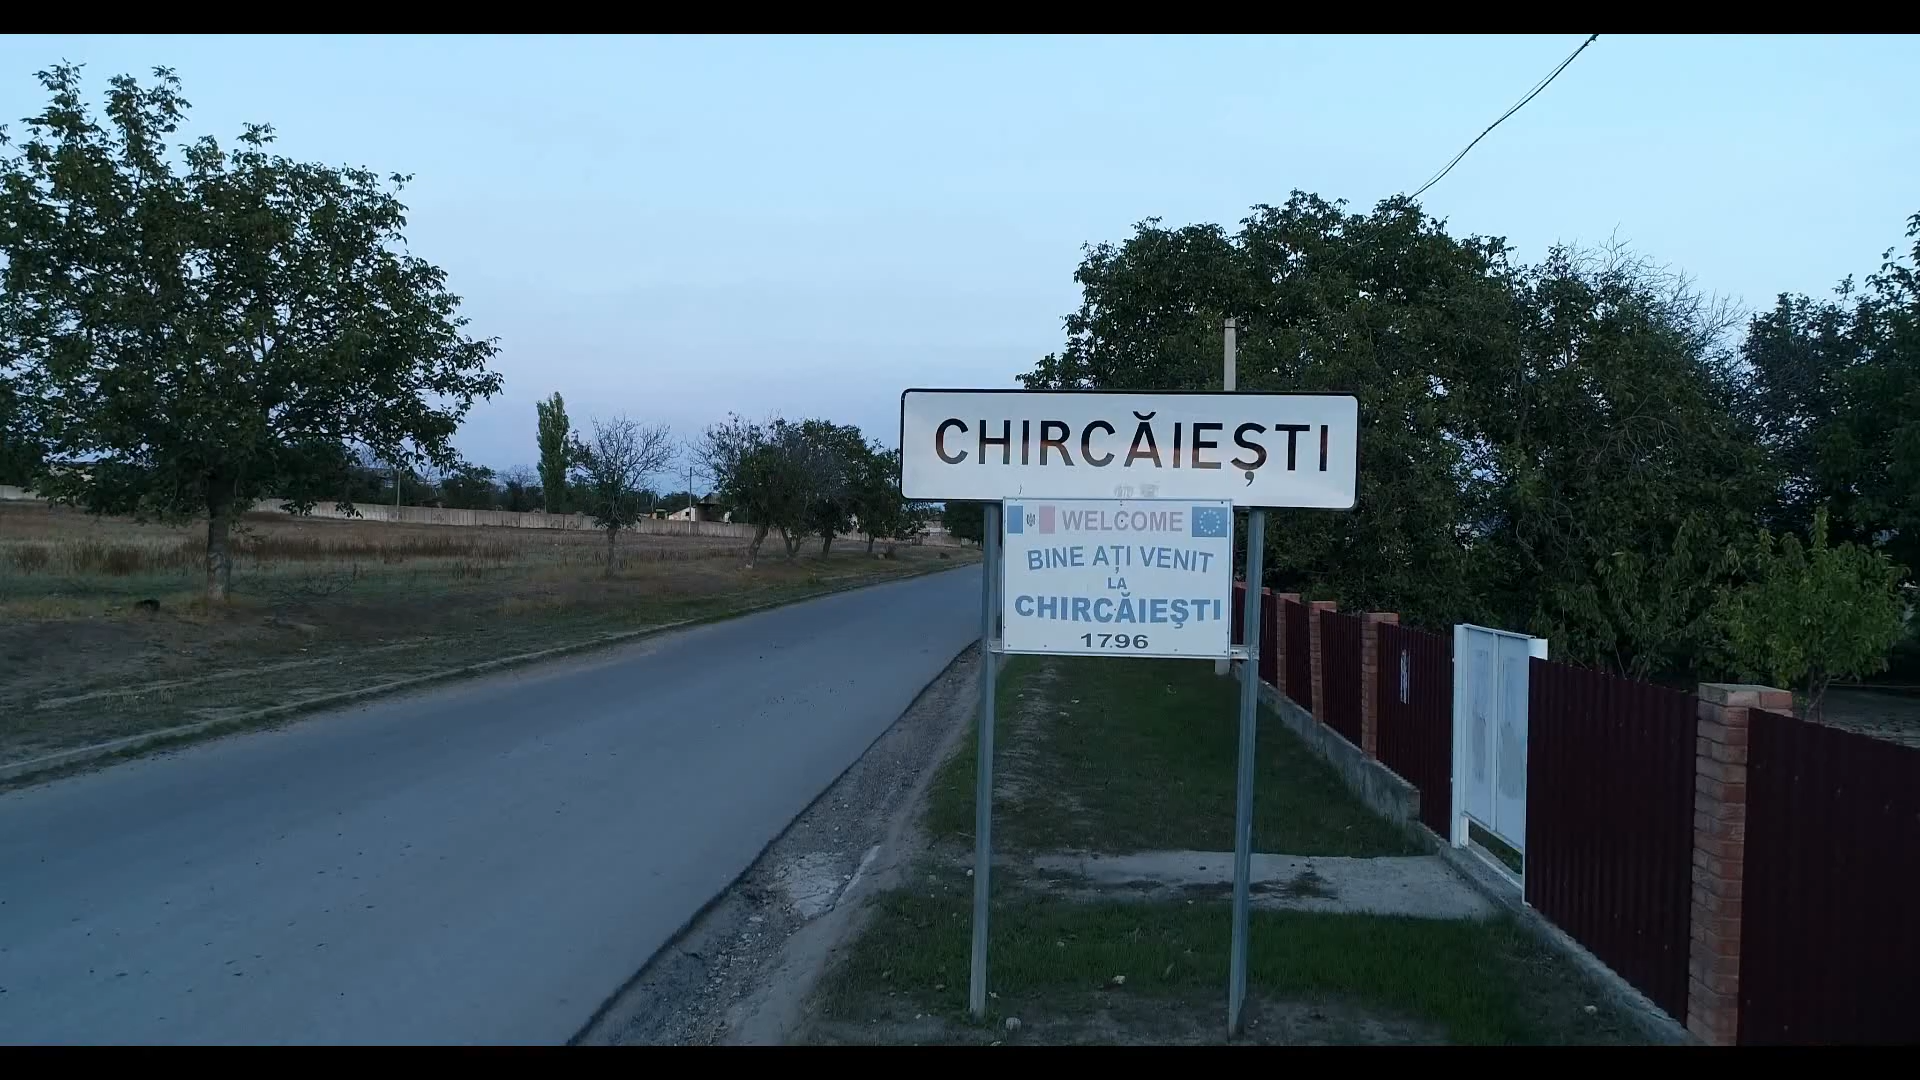 CHIRCĂIEȘTI
WELCOME
BINE AȚI VENIT
LA
CHIRCĂIEŞTI
1796